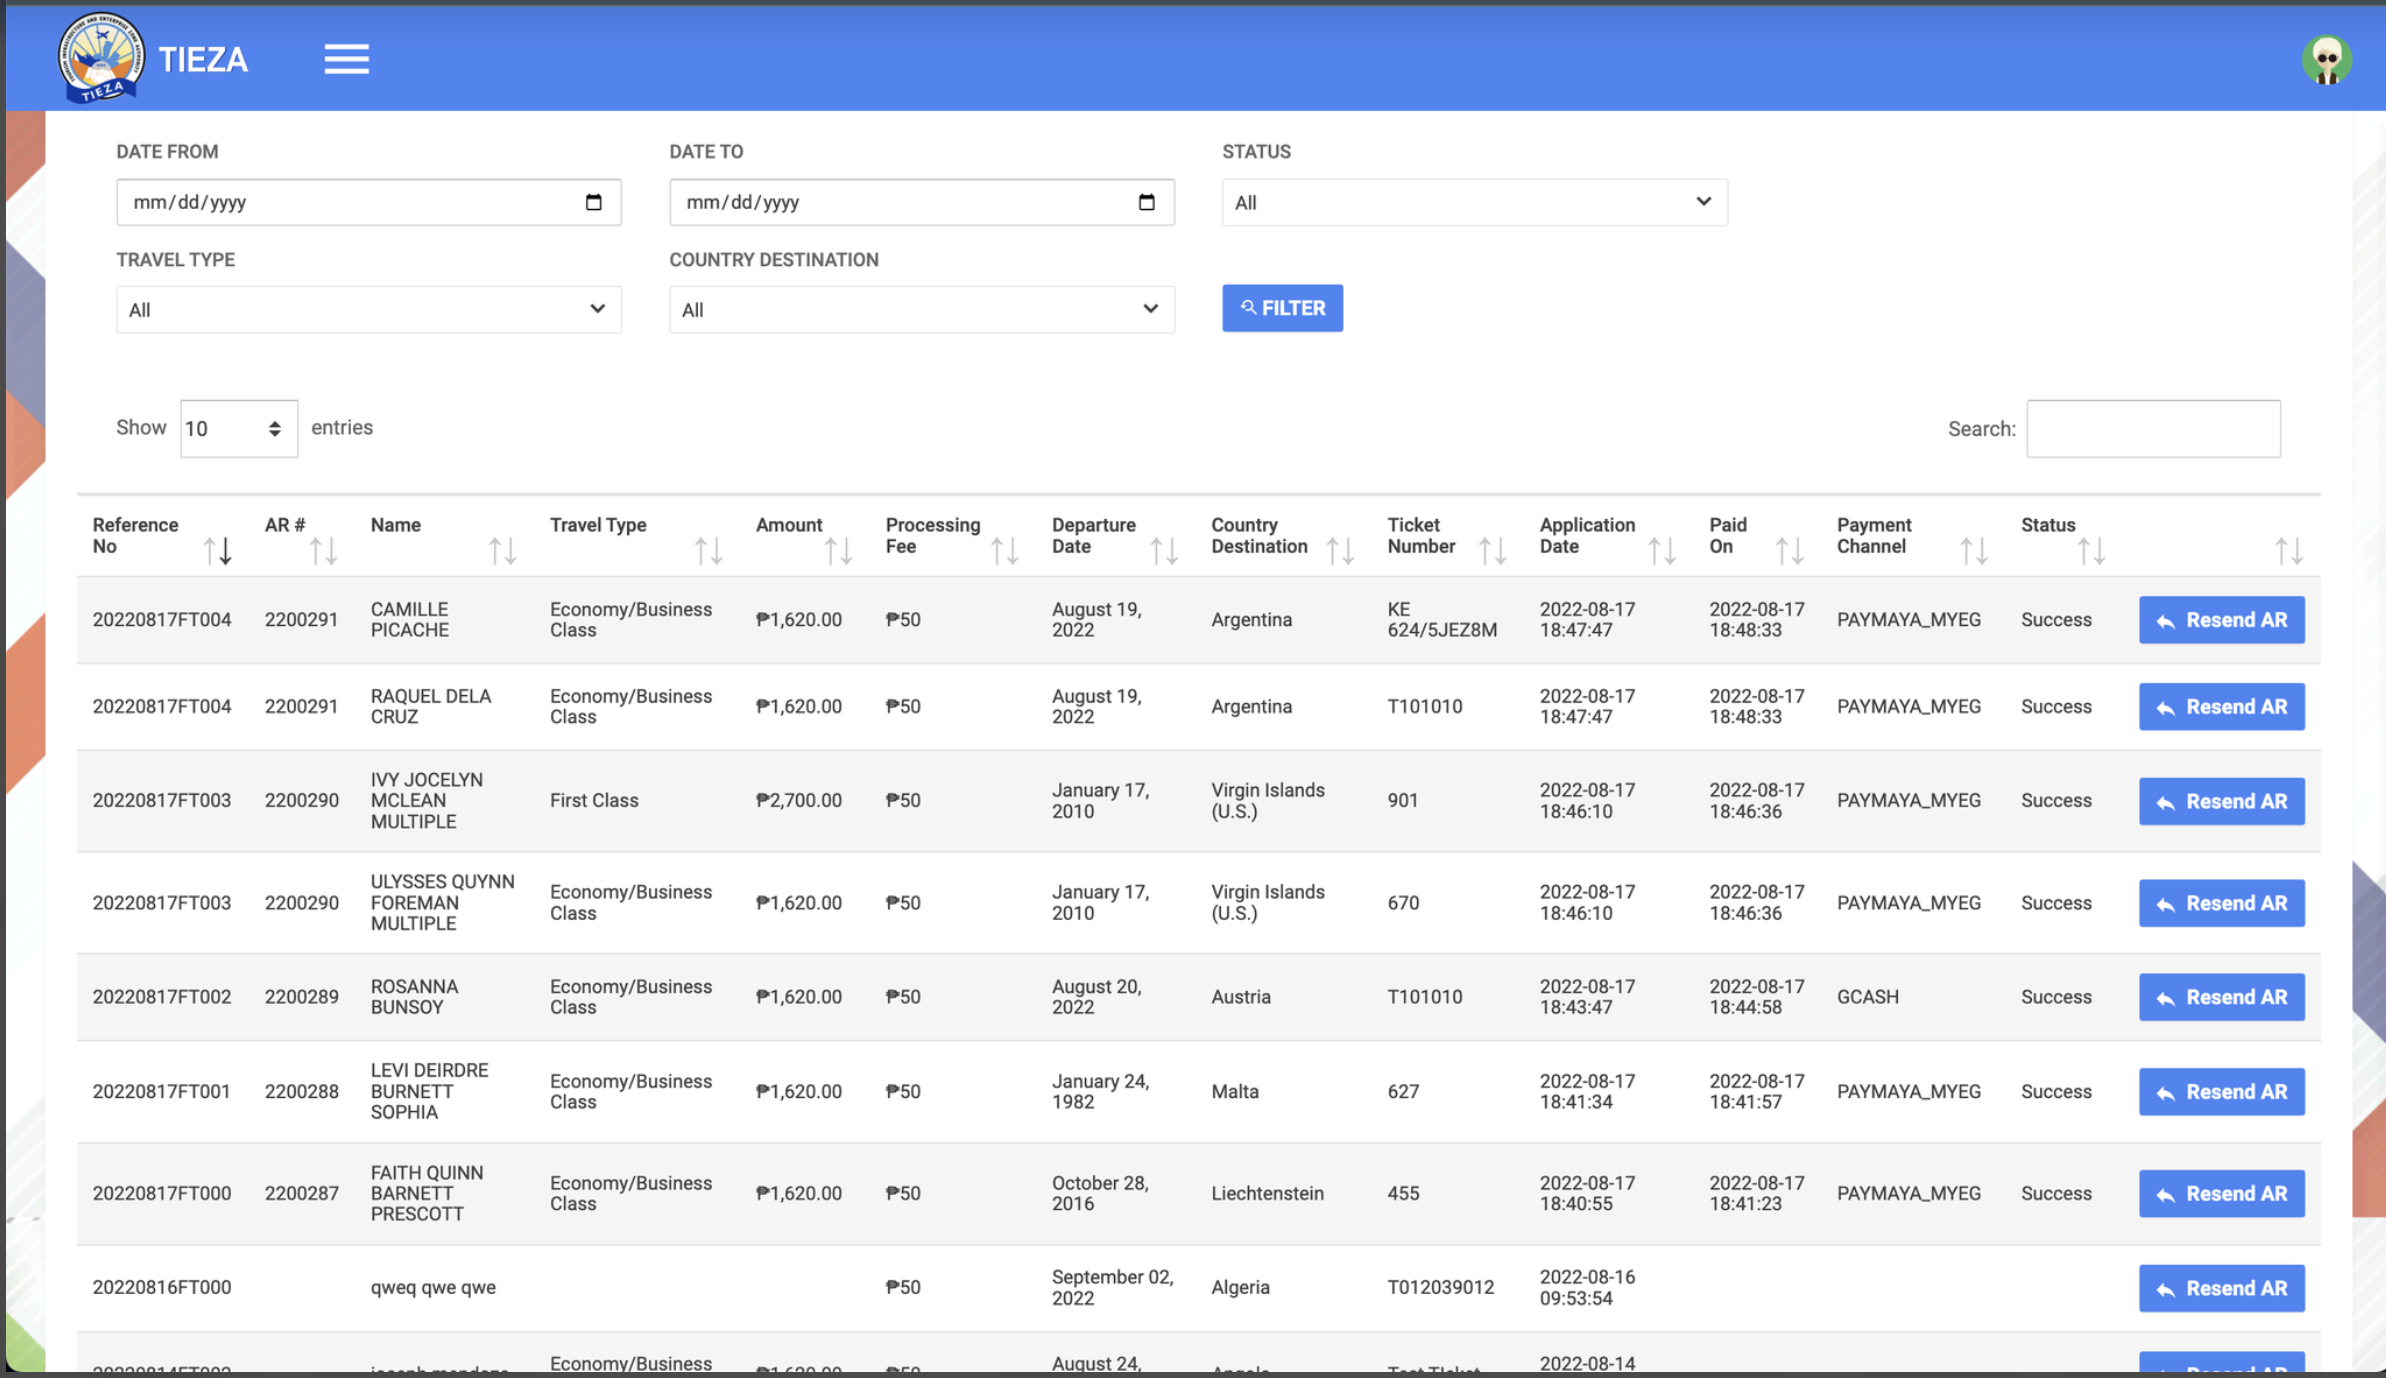 TIEZA
TIEZA
DATE FROM
DATE TO
STATUS
mm/dd/yyyy
mm/dd/yyyy
All
TRAVEL TYPE
COUNTRY DESTINATION
All
All
FILTER
Show 10 entries
Search:
Reference No
AR #
Name
Travel Type
Amount
Processing Fee
Departure Date
Country Destination
Ticket Number
Application Date
Paid On
Payment Channel
Status
20220817FT004 2200291 CAMILLE PICACHE Economy/Business Class ₱1,620.00 ₱50 August 19, 2022 Argentina KE 624/5JEZ8M 2022-08-17 18:47:47 2022-08-17 18:48:33 PAYMAYA_MYEG Success Resend AR
20220817FT004 2200291 RAQUEL DELA CRUZ Economy/Business Class ₱1,620.00 ₱50 August 19, 2022 Argentina T101010 2022-08-17 18:47:47 2022-08-17 18:48:33 PAYMAYA_MYEG Success Resend AR
20220817FT003 2200290 IVY JOCELYN MCLEAN MULTIPLE First Class ₱2,700.00 ₱50 January 17, 2010 Virgin Islands (U.S.) 901 2022-08-17 18:46:10 2022-08-17 18:46:36 PAYMAYA_MYEG Success Resend AR
20220817FT003 2200290 ULYSSES QUYNN FOREMAN MULTIPLE Economy/Business Class ₱1,620.00 ₱50 January 17, 2010 Virgin Islands (U.S.) 670 2022-08-17 18:46:10 2022-08-17 18:46:36 PAYMAYA_MYEG Success Resend AR
20220817FT002 2200289 ROSANNA BUNSOY Economy/Business Class ₱1,620.00 ₱50 August 20, 2022 Austria T101010 2022-08-17 18:43:47 2022-08-17 18:44:58 GCASH Success Resend AR
20220817FT001 2200288 LEVI DEIRDRE BURNETT SOPHIA Economy/Business Class ₱1,620.00 ₱50 January 24, 1982 Malta 627 2022-08-17 18:41:34 2022-08-17 18:41:57 PAYMAYA_MYEG Success Resend AR
20220817FT000 2200287 FAITH QUINN BARNETT PRESCOTT Economy/Business Class ₱1,620.00 ₱50 October 28, 2016 Liechtenstein 455 2022-08-17 18:40:55 2022-08-17 18:41:23 PAYMAYA_MYEG Success Resend AR
20220816FT000 qweq qwe qwe ₱50 September 02, 2022 Algeria T012039012 2022-08-16 09:53:54 Resend AR
Economy/Business August 24, 2022-08-14